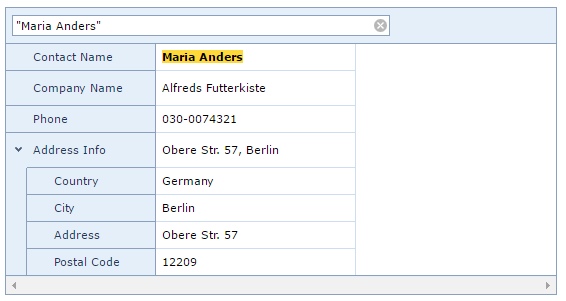 "Maria Anders"
Contact Name Maria Anders
Company Name Alfreds Futterkiste
Phone 030-0074321
Address Info Obere Str. 57, Berlin
Country Germany
City Berlin
Address Obere Str. 57
Postal Code 12209